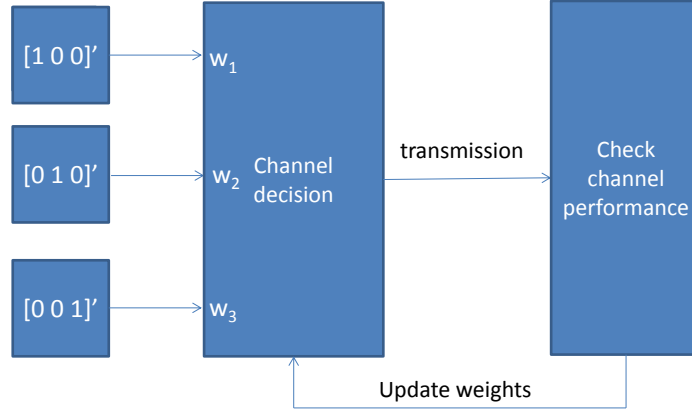 [1 0 0]’
w₁
[0 1 0]’
w₂
Channel
decision
transmission
Check
channel
performance
[0 0 1]’
w₃
Update weights